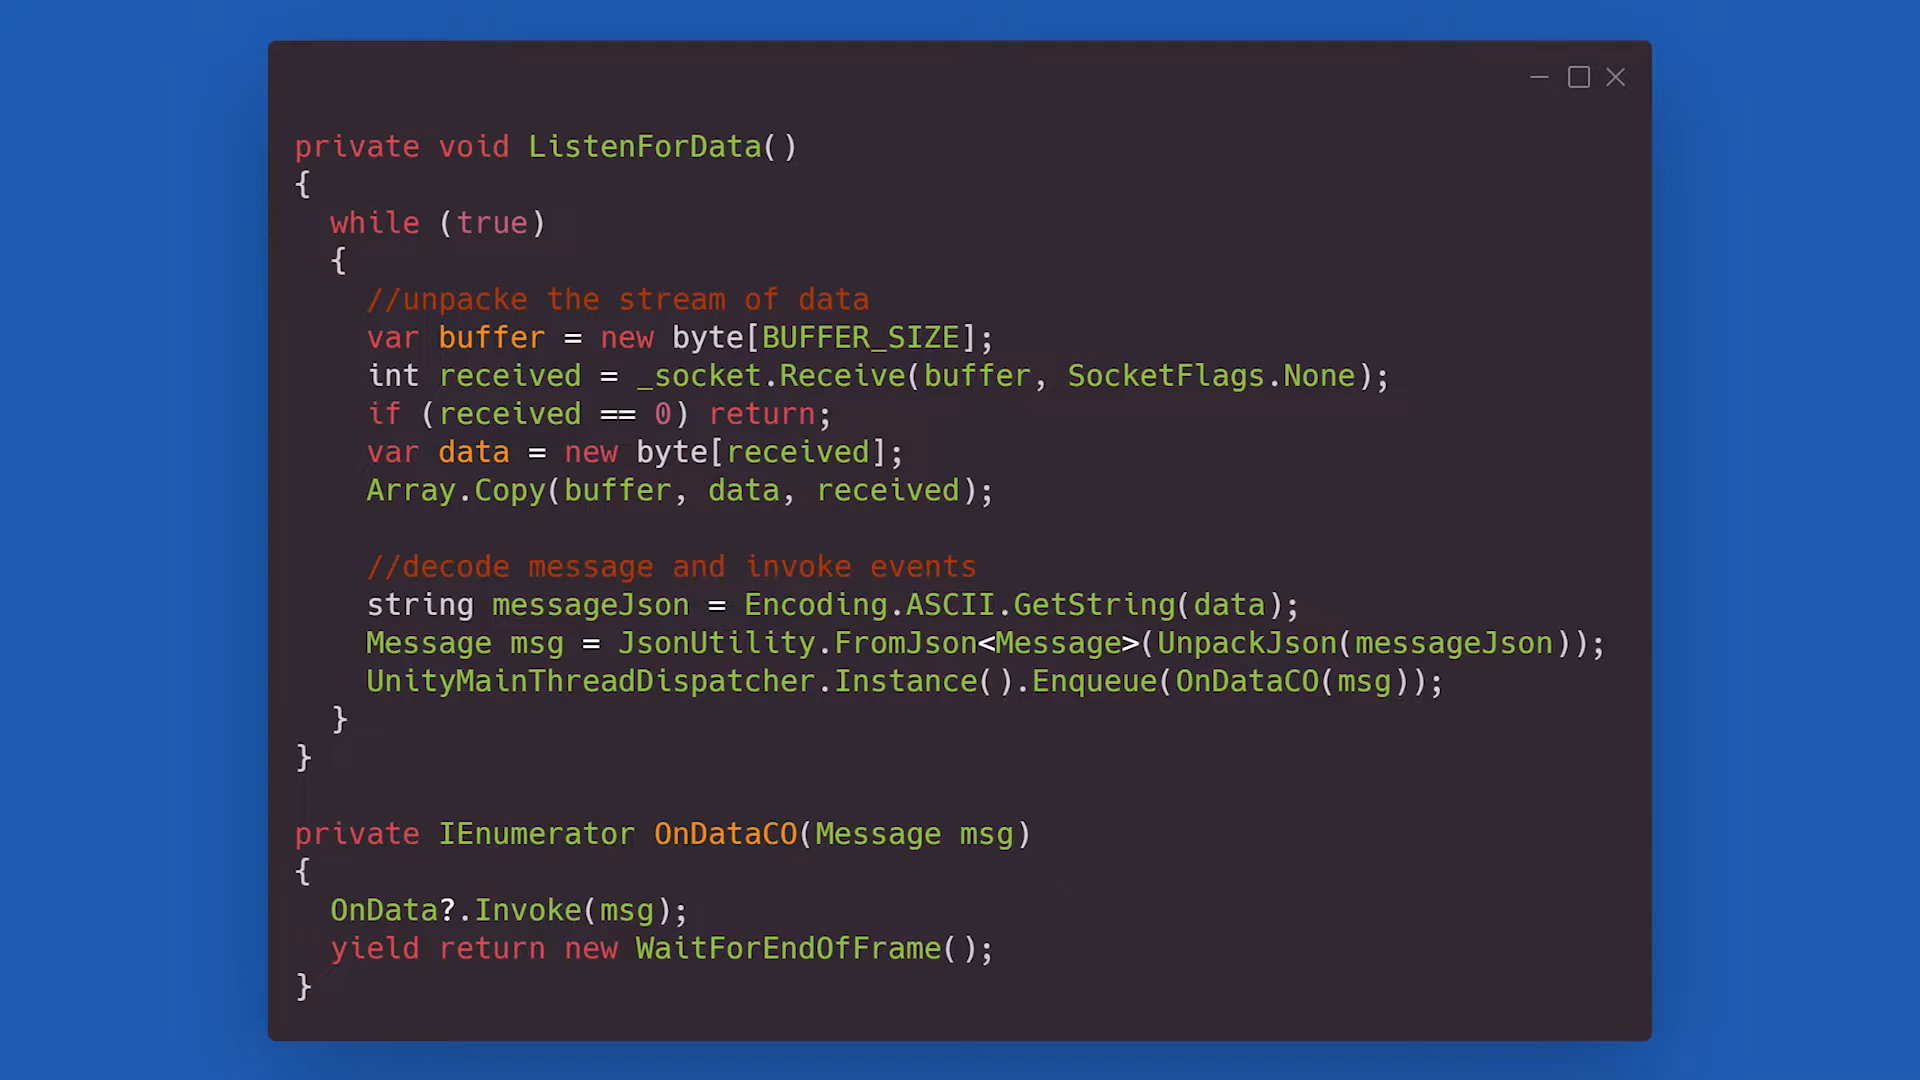 private void ListenForData()
{
  while (true)
  {
    //unpacke the stream of data
    var buffer = new byte[BUFFER_SIZE];
    int received = _socket.Receive(buffer, SocketFlags.None);
    if (received == 0) return;
    var data = new byte[received];
    Array.Copy(buffer, data, received);

    //decode message and invoke events
    string messageJson = Encoding.ASCII.GetString(data);
    Message msg = JsonUtility.FromJson<Message>(UnpackJson(messageJson));
    UnityMainThreadDispatcher.Instance().Enqueue(OnDataCO(msg));
  }
}

private IEnumerator OnDataCO(Message msg)
{
  OnData?.Invoke(msg);
  yield return new WaitForEndOfFrame();
}